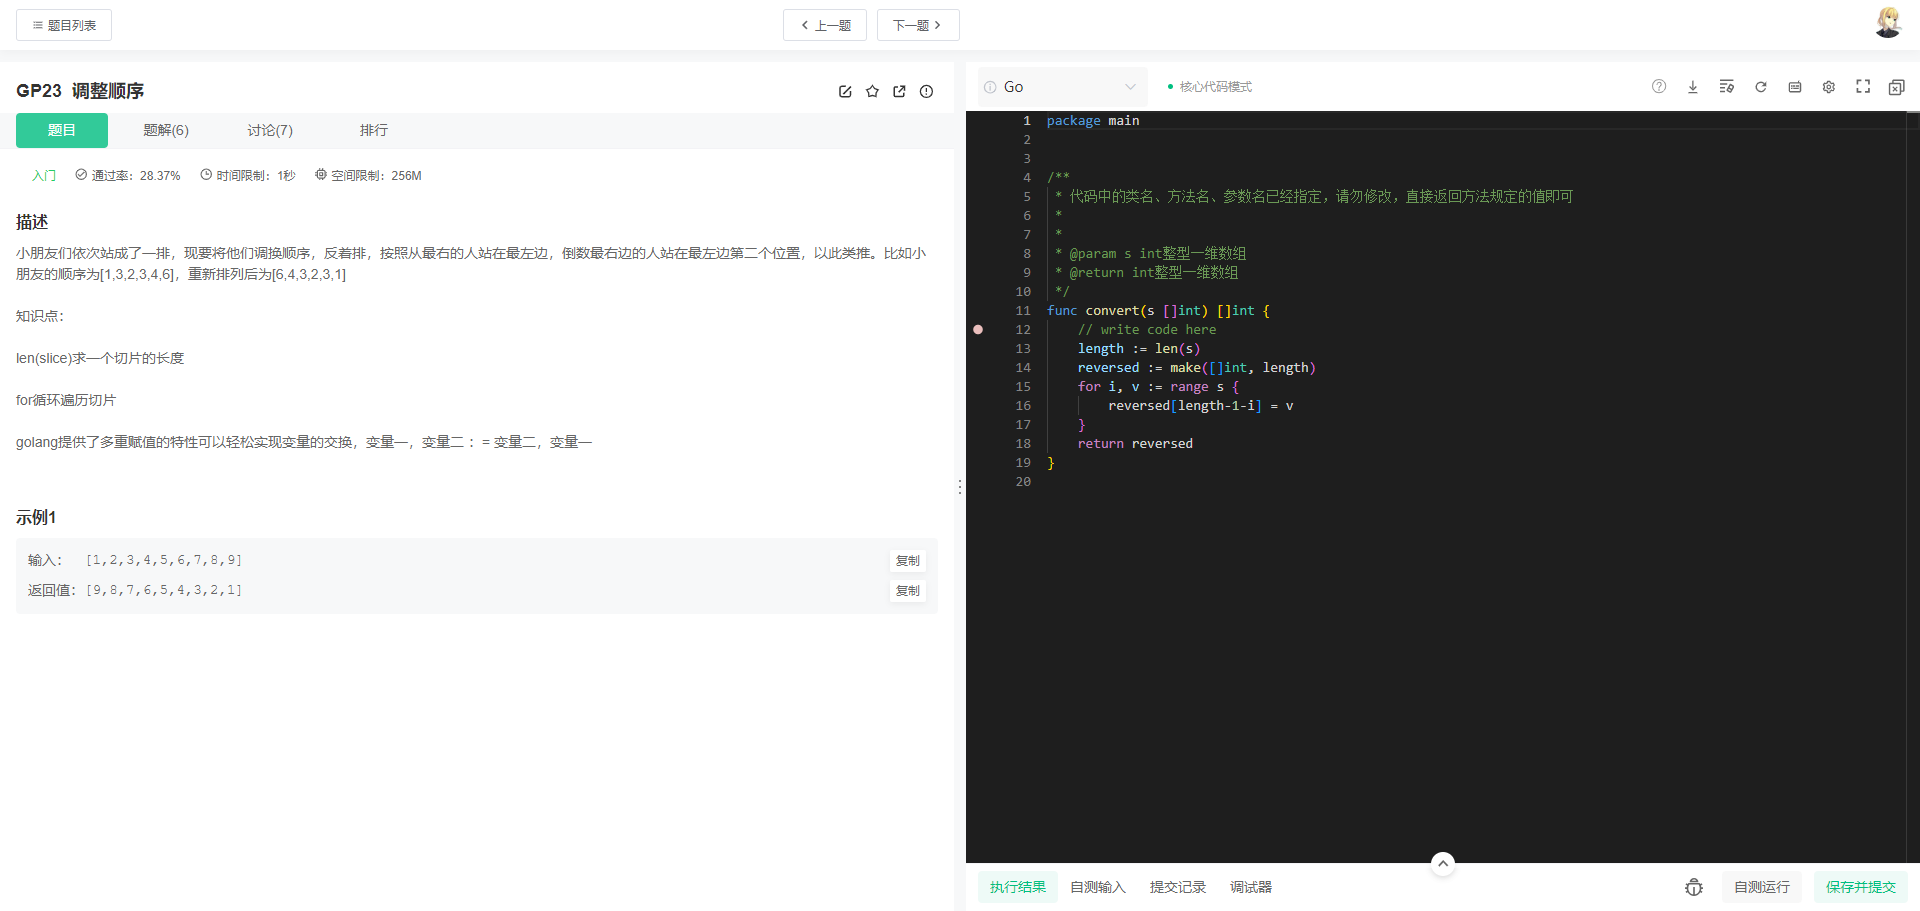 题目列表
上一题
下一题
GP23 调整顺序
题目
题解(6)
讨论(7)
排行
入门
通过率：28.37%
时间限制：1秒
空间限制：256M
描述
小朋友们依次站成了一排，现要将他们调换顺序，反着排，按照从最右的人站在最左边，倒数最右边的人站在最左边第二个位置，以此类推。比如小
朋友的顺序为[1,3,2,3,4,6]，重新排列后为[6,4,3,2,3,1]
知识点：
len(slice)求一个切片的长度
for循环遍历切片
golang提供了多重赋值的特性可以轻松实现变量的交换，变量一，变量二 ：= 变量二，变量一
示例1
输入： [1,2,3,4,5,6,7,8,9]
复制
返回值： [9,8,7,6,5,4,3,2,1]
复制
Go
核心代码模式
1 package main
2
3
4 /**
5  * 代码中的类名、方法名、参数名已经指定，请勿修改，直接返回方法规定的值即可
6  *
7  *
8  * @param s int整型一维数组
9  * @return int整型一维数组
10  */
11 func convert(s []int) []int {
12     // write code here
13     length := len(s)
14     reversed := make([]int, length)
15     for i, v := range s {
16         reversed[length-1-i] = v
17     }
18     return reversed
19 }
20
执行结果
自测输入
提交记录
调试器
自测运行
保存并提交